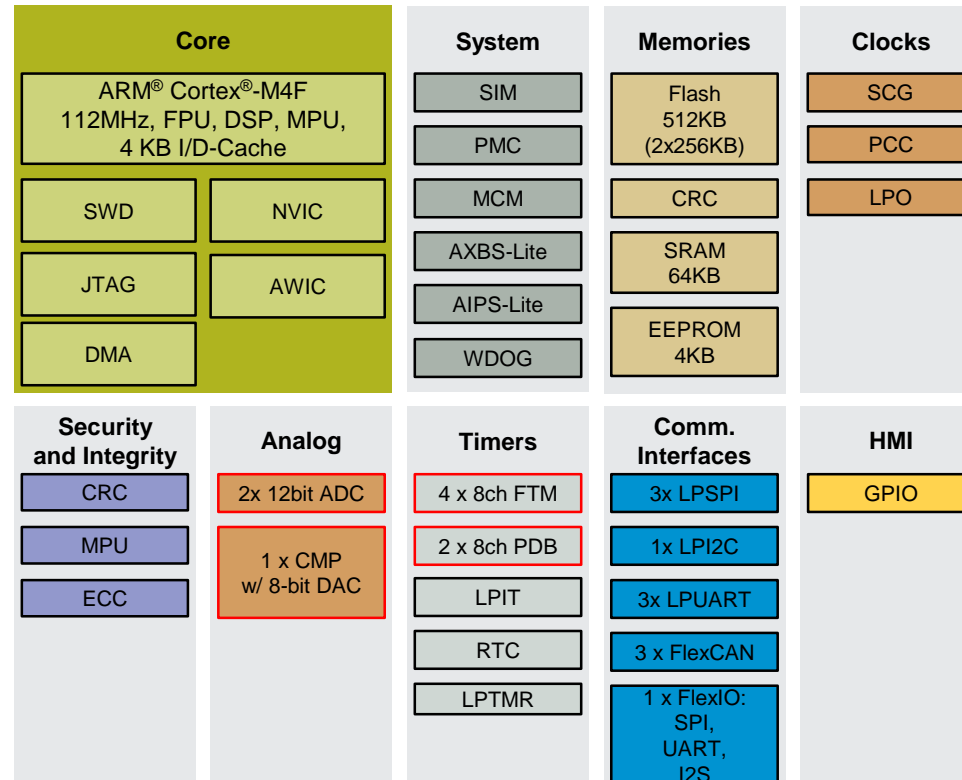 Core
ARM® Cortex®-M4F
112MHz, FPU, DSP, MPU,
4 KB I/D-Cache
SWD
NVIC
JTAG
AWIC
DMA
System
SIM
PMC
MCM
AXBS-Lite
AIPS-Lite
WDOG
Memories
Flash
512KB
(2x256KB)
CRC
SRAM
64KB
EEPROM
4KB
Clocks
SCG
PCC
LPO
Security
and Integrity
CRC
MPU
ECC
Analog
2x 12bit ADC
1 x CMP
w/ 8-bit DAC
Timers
4 x 8ch FTM
2 x 8ch PDB
LPIT
RTC
LPTMR
Comm.
Interfaces
3x LPSPI
1x LPI2C
3x LPUART
3 x FlexCAN
1 x FlexIO:
SPI,
UART,
I2S
HMI
GPIO